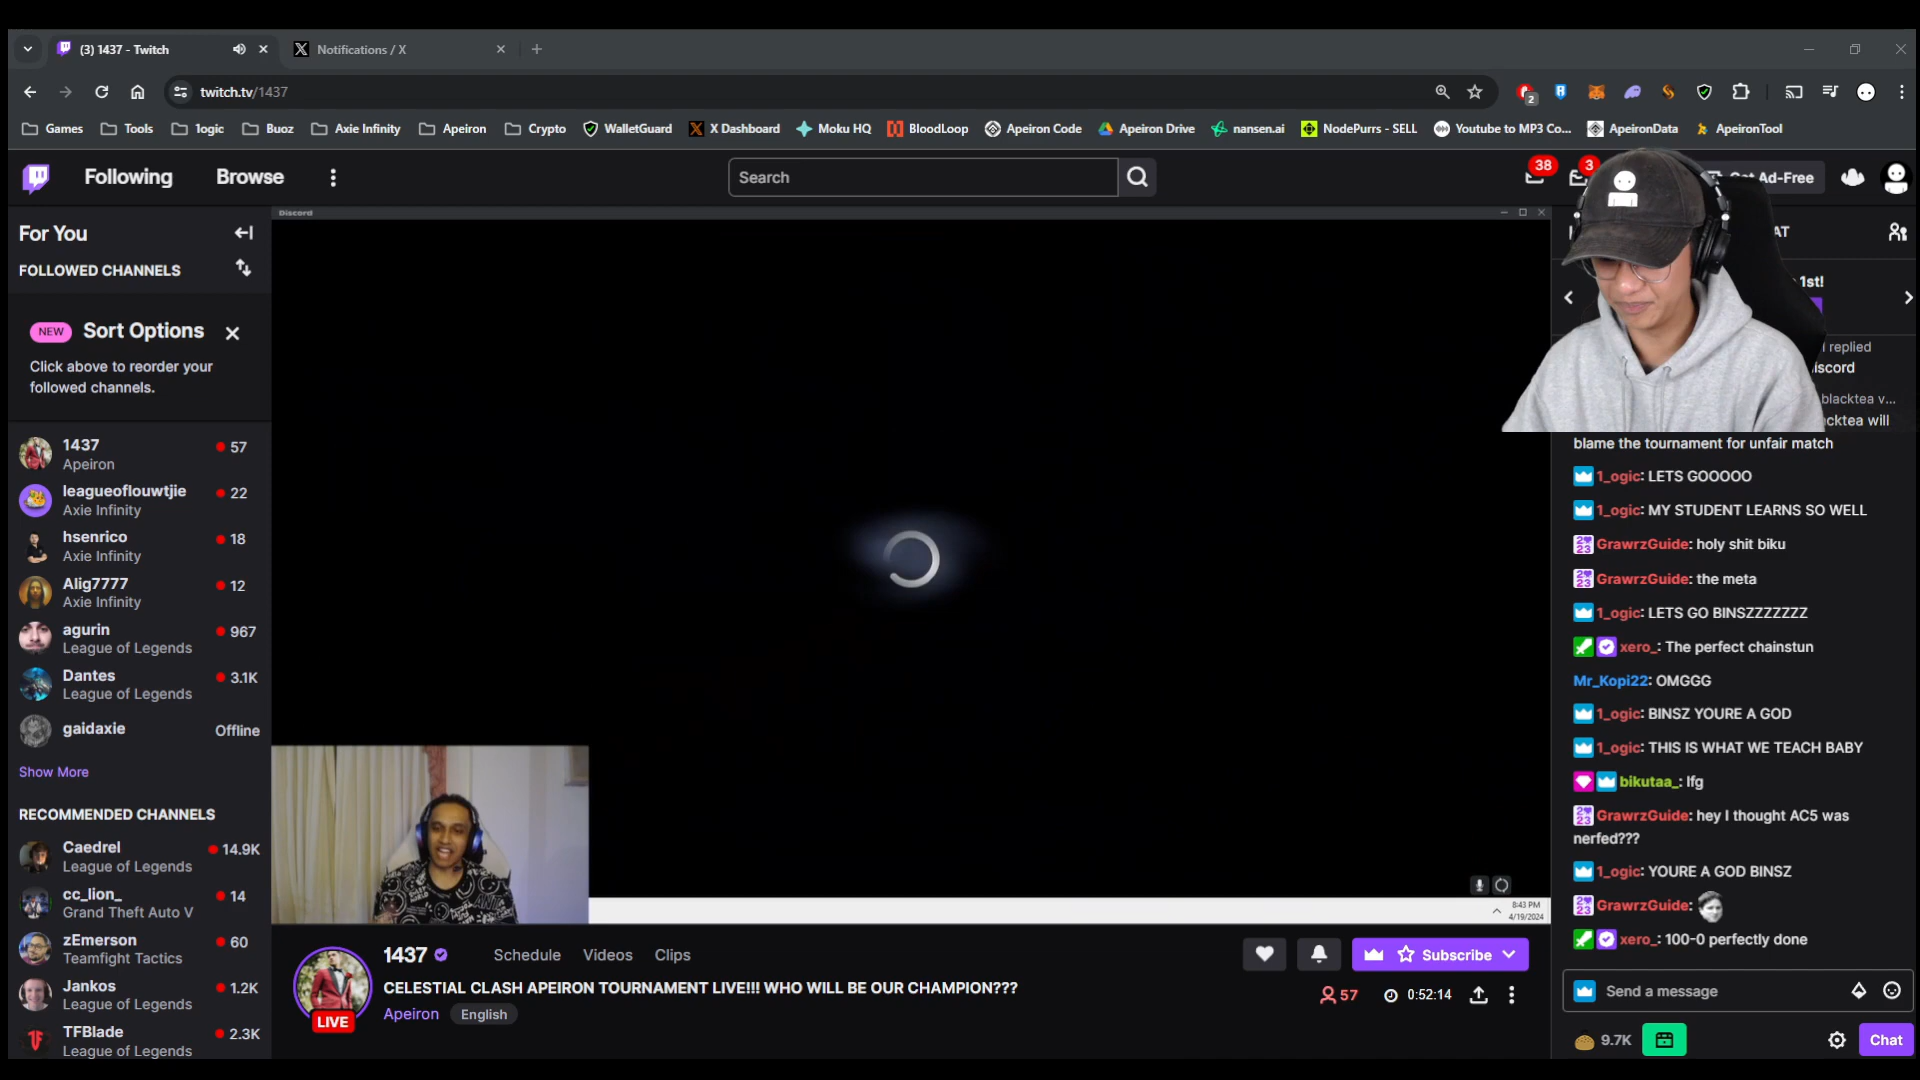 (3) 1437 - Twitch
Notifications / X
twitch.tv/1437
2
Games
Tools
1ogic
Buoz
Axie Infinity
Apeiron
Crypto
WalletGuard
X Dashboard
Moku HQ
BloodLoop
Apeiron Code
Apeiron Drive
nansen.ai
NodePurrs - SELL
Youtube to MP3 Co...
ApeironData
ApeironTool
Following
Browse
Search
38
3
Ad-Free
For You
FOLLOWED CHANNELS
NEW
Sort Options
Click above to reorder your
followed channels.
1437
57
Apeiron
leagueoflouwtjie
22
Axie Infinity
hsenrico
18
Axie Infinity
Alig7777
12
Axie Infinity
agurin
967
League of Legends
Dantes
3.1K
League of Legends
gaidaxie
Offline
Show More
RECOMMENDED CHANNELS
Caedrel
14.9K
League of Legends
cc_lion_
14
Grand Theft Auto V
zEmerson
60
Teamfight Tactics
Jankos
1.2K
League of Legends
TFBlade
2.3K
League of Legends
Discord
8:43 PM
4/19/2024
1437
Schedule
Videos
Clips
Subscribe
CELESTIAL CLASH APEIRON TOURNAMENT LIVE!!! WHO WILL BE OUR CHAMPION???
LIVE
Apeiron
English
57
0:52:14
AT
1st!
replied
blacktea v...
will
blame the tournament for unfair match
1_ogic: LETS GOOOOO
1_ogic: MY STUDENT LEARNS SO WELL
GrawrzGuide: holy shit biku
GrawrzGuide: the meta
1_ogic: LETS GO BINSZZZZZZZ
xero_: The perfect chainstun
Mr_Kopi22: OMGGG
1_ogic: BINSZ YOURE A GOD
1_ogic: THIS IS WHAT WE TEACH BABY
bikutaa_: lfg
GrawrzGuide: hey I thought AC5 was
nerfed???
1_ogic: YOURE A GOD BINSZ
GrawrzGuide:
xero_: 100-0 perfectly done
Send a message
9.7K
Chat